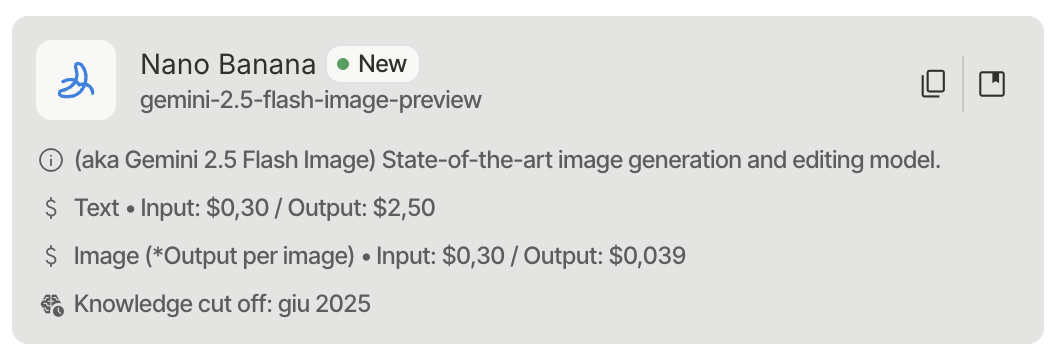 Nano Banana New
gemini-2.5-flash-image-preview
(aka Gemini 2.5 Flash Image) State-of-the-art image generation and editing model.
$ Text • Input: $0,30 / Output: $2,50
$ Image (*Output per image) • Input: $0,30 / Output: $0,039
Knowledge cut off: giu 2025